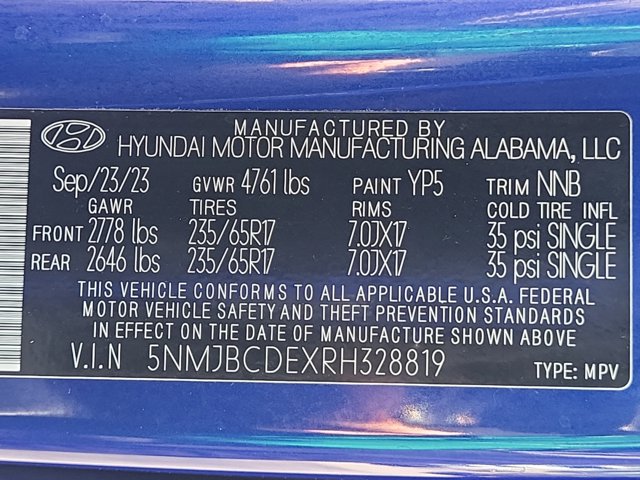 MANUFACTURED BY
HYUNDAI MOTOR MANUFACTURING ALABAMA, LLC
Sep/23/23 GVWR 4761 lbs PAINT YP5 TRIM NNB
GAWR TIRES RIMS COLD TIRE INFL
FRONT 2778 lbs 235/65R17 7.0JX17 35 psi SINGLE
REAR 2646 lbs 235/65R17 7.0JX17 35 psi SINGLE
THIS VEHICLE CONFORMS TO ALL APPLICABLE U.S.A. FEDERAL
MOTOR VEHICLE SAFETY AND THEFT PREVENTION STANDARDS
IN EFFECT ON THE DATE OF MANUFACTURE SHOWN ABOVE
V.I.N 5NMJBCDEXRH328819
TYPE: MPV